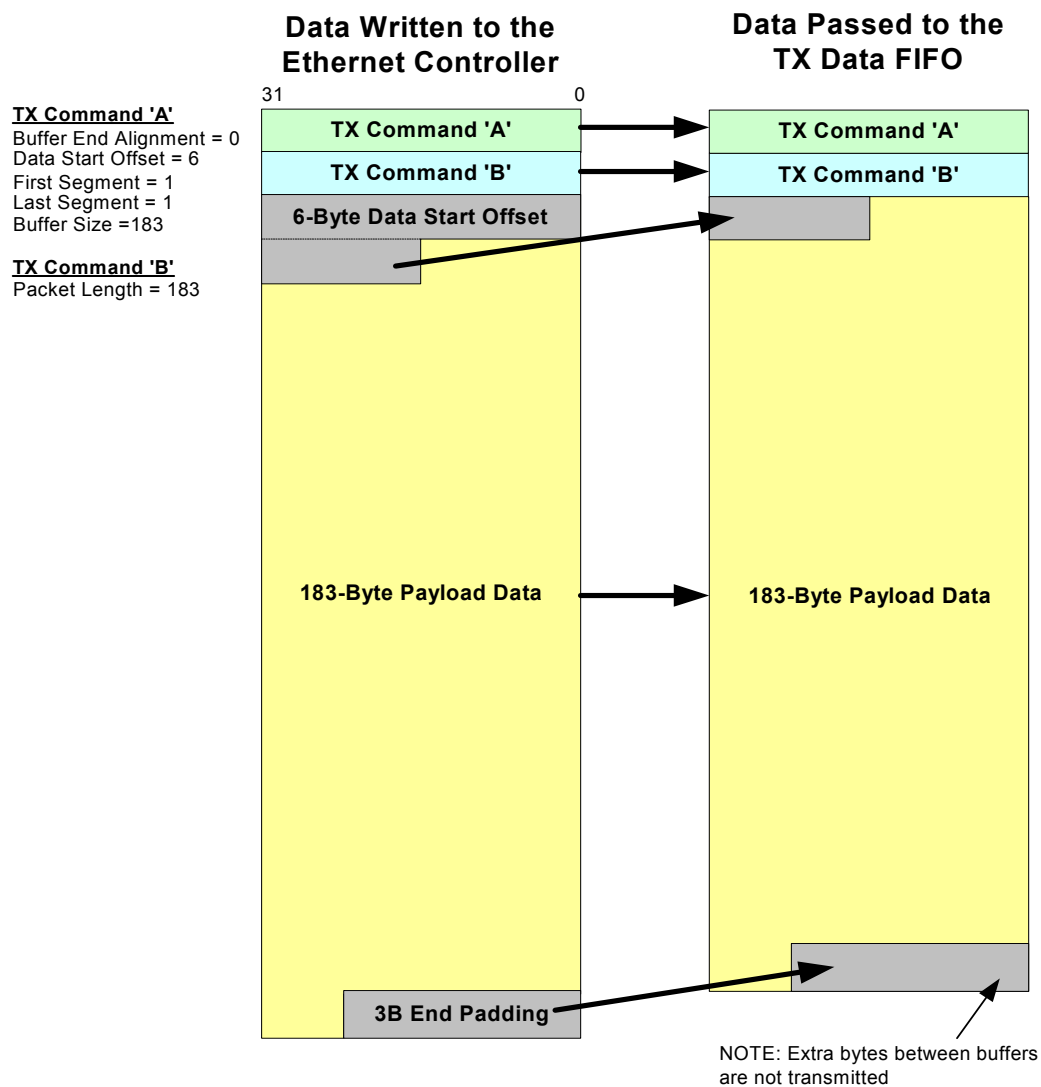 Data Written to the
Ethernet Controller
Data Passed to the
TX Data FIFO
31
0
TX Command 'A'
Buffer End Alignment = 0
Data Start Offset = 6
First Segment = 1
Last Segment = 1
Buffer Size =183
TX Command 'B'
Packet Length = 183
TX Command 'A'
TX Command 'B'
6-Byte Data Start Offset
183-Byte Payload Data
3B End Padding
TX Command 'A'
TX Command 'B'
183-Byte Payload Data
NOTE: Extra bytes between buffers
are not transmitted